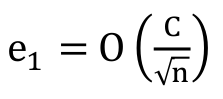 e₁ = O(C/√n)